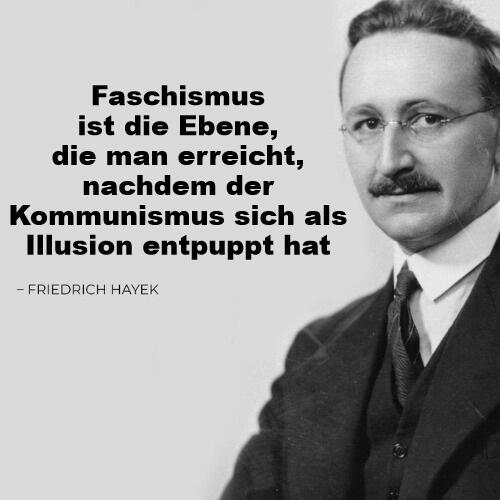 Faschismus
ist die Ebene,
die man erreicht,
nachdem der
Kommunismus sich als
Illusion entpuppt hat
– FRIEDRICH HAYEK